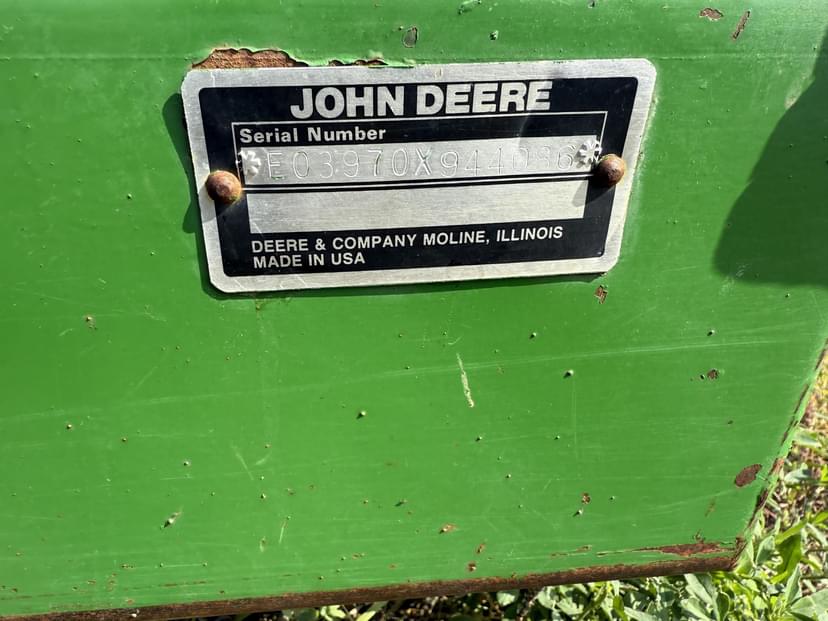 JOHN DEERE
Serial Number
E03970X944086
DEERE & COMPANY MOLINE, ILLINOIS
MADE IN USA